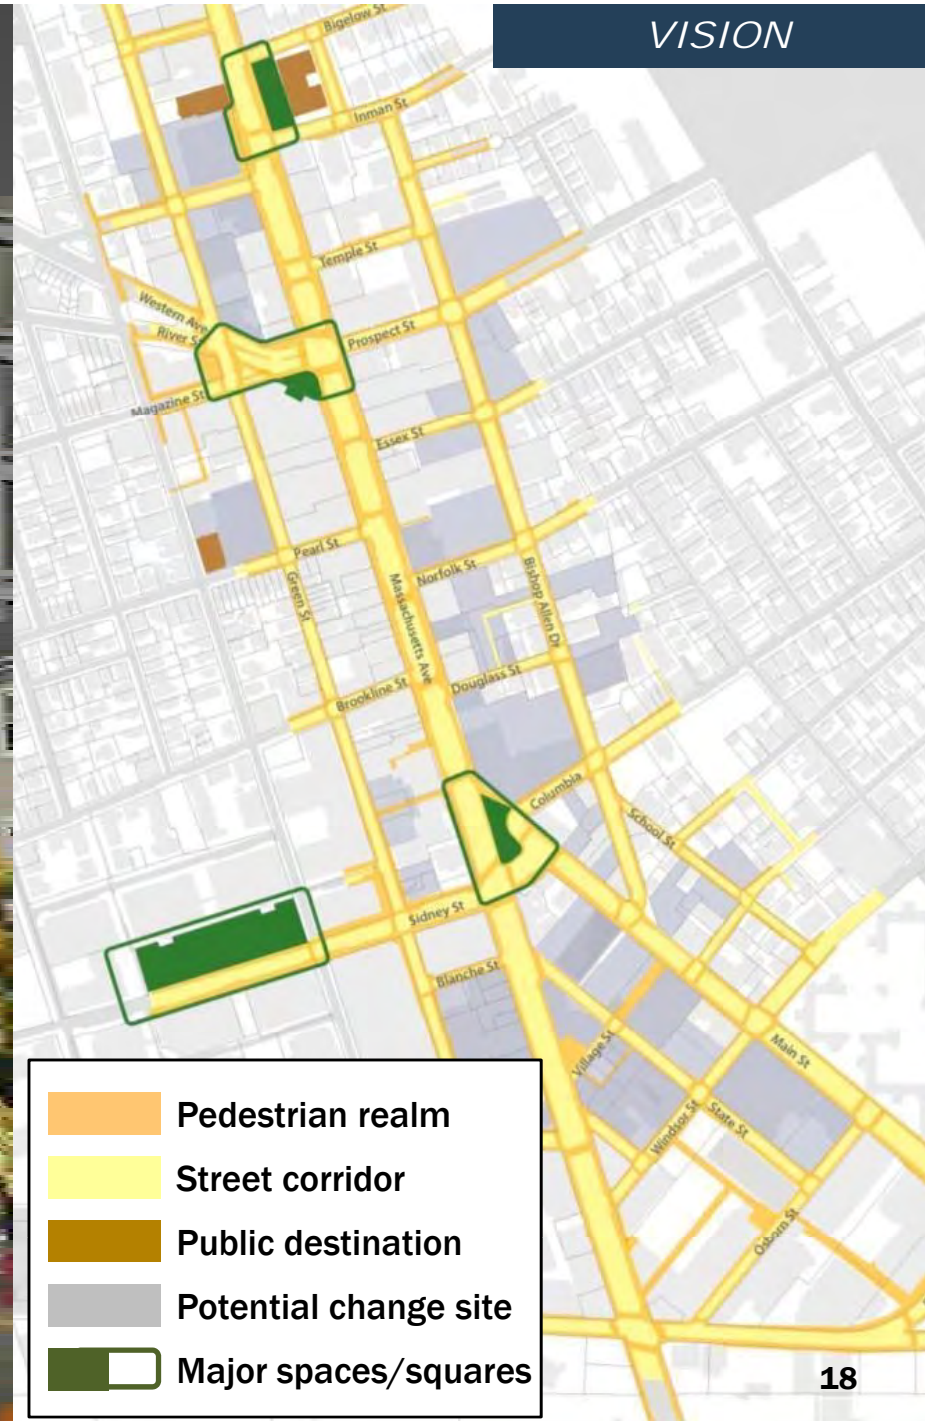 VISION
Bigelow St
Inman St
Temple St
Western Ave
River St
Prospect St
Magazine St
Essex St
Pearl St
Norfolk St
Green St
Massachusetts Ave
Bishop Allen Dr
Brookline St
Douglass St
Columbia
School St
Sidney St
Blanche St
Village St
Main St
Windsor St
State St
Osborn St
Pedestrian realm
Street corridor
Public destination
Potential change site
Major spaces/squares
18